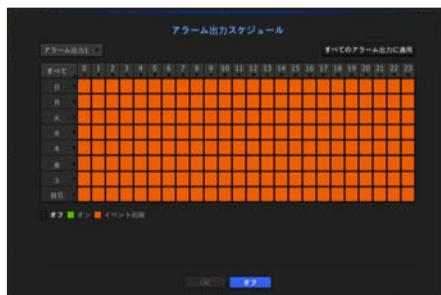 アラーム出力スケジュール
アラーム出力1 すべてのアラーム出力に適用
すべて 0 1 2 3 4 5 6 7 8 9 10 11 12 13 14 15 16 17 18 19 20 21 22 23
日
月
火
水
木
金
土
祝日
オフ オン イベント同期
OK オフ